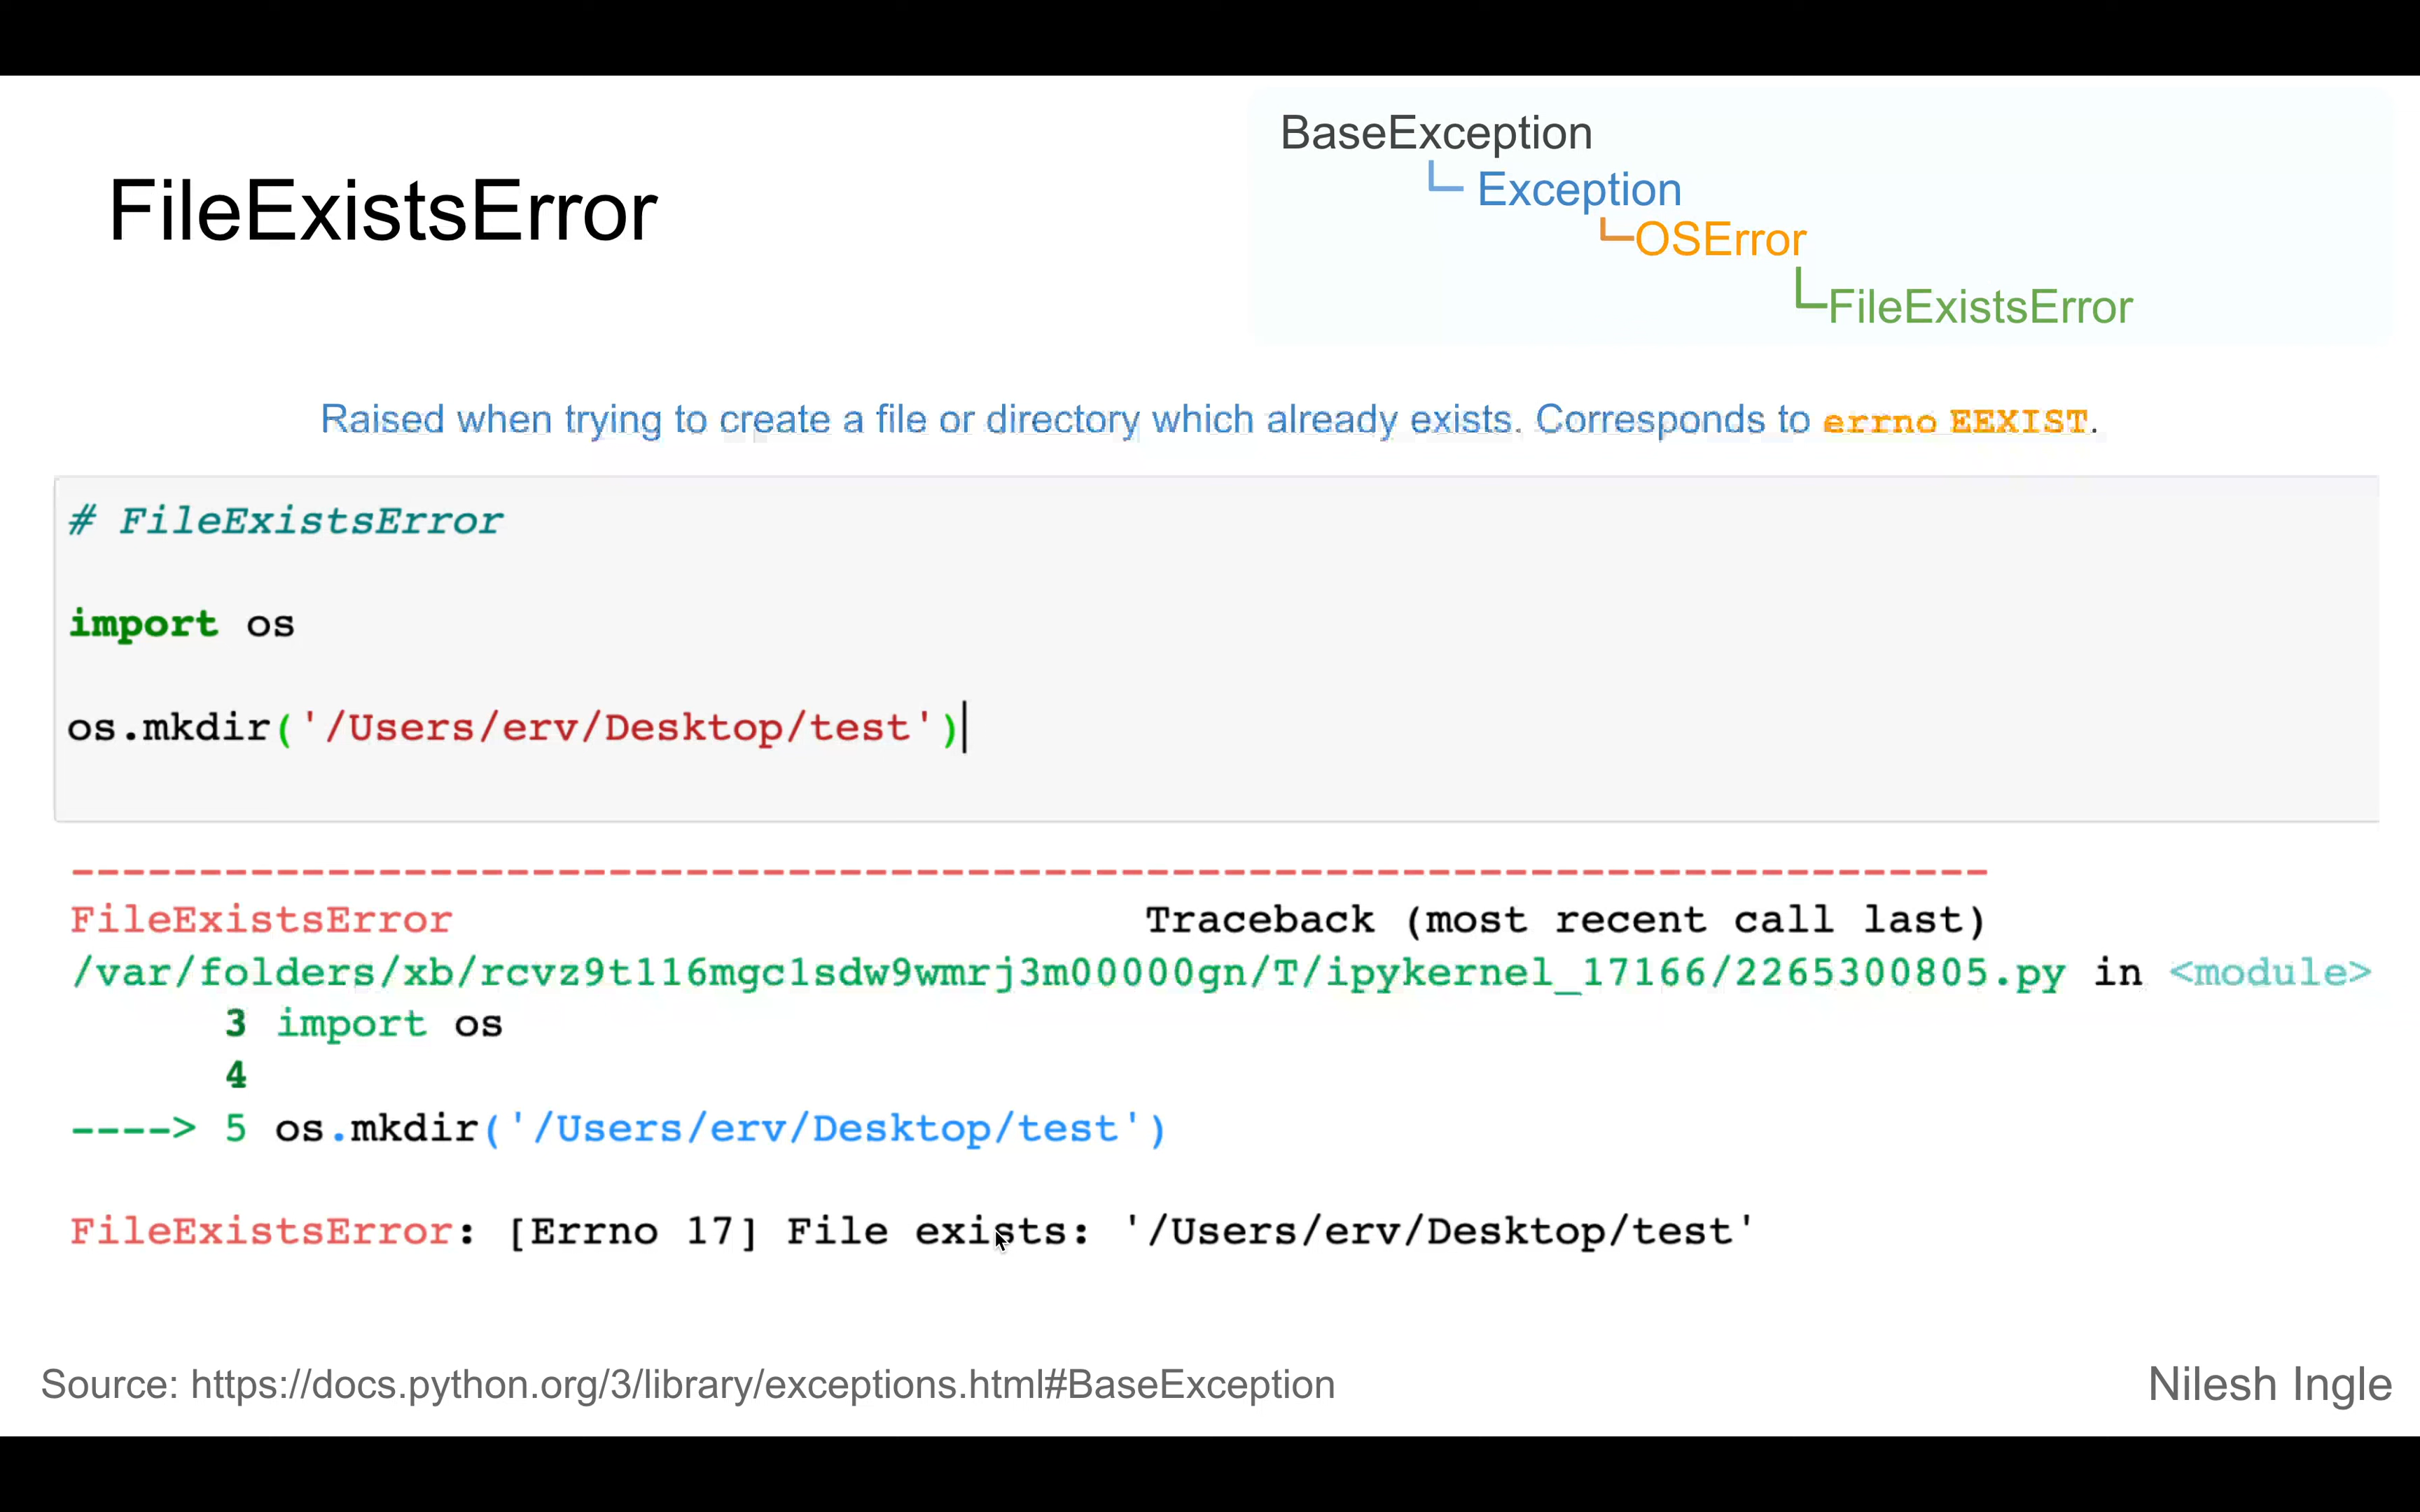 FileExistsError
BaseException
Exception
OSError
FileExistsError
Raised when trying to create a file or directory which already exists. Corresponds to errno EEXIST.
# FileExistsError
import os
os.mkdir('/Users/erv/Desktop/test')
--------------------------------------------------------------------------- 
FileExistsError                           Traceback (most recent call last)
/var/folders/xb/rcvz9t116mgc1sdw9wmrj3m00000gn/T/ipykernel_17166/2265300805.py in <module>
      3 import os
      4
----> 5 os.mkdir('/Users/erv/Desktop/test')
FileExistsError: [Errno 17] File exists: '/Users/erv/Desktop/test'
Source: https://docs.python.org/3/library/exceptions.html#BaseException
Nilesh Ingle